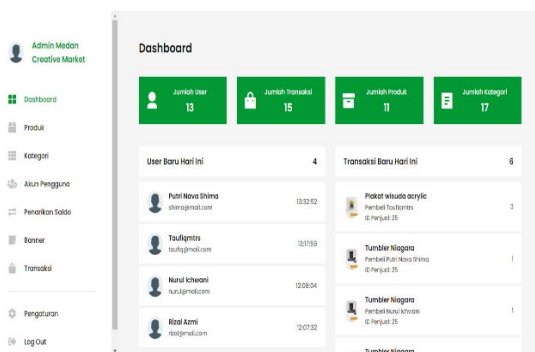 Admin Medan
Creative Market
Dashboard
Produk
Kategori
Akun Pengguna
Penarikan Saldo
Banner
Transaksi
Pengaturan
Log Out
Dashboard
Jumlah User
13
Jumlah Transaksi
15
Jumlah Produk
11
Jumlah Kategori
17
User Baru Hari Ini 4
Putri Nava Shima
shima@mail.com
13:32:52
Taufiqmtrs
taufiq@mail.com
13:17:55
Nurul Ichwani
nurul@mail.com
12:08:04
Rizal Azmi
rizal@mail.com
12:07:32
Transaksi Baru Hari Ini 6
Plakat wisuda acrylic
Pembeli Taufiqmtrs
ID Penjual: 25
3
Tumbler Niagara
Pembeli Putri Nava Shima
ID Penjual: 25
1
Tumbler Niagara
Pembeli Nurul Ichwani
ID Penjual: 25
1
Tumbler Niagara